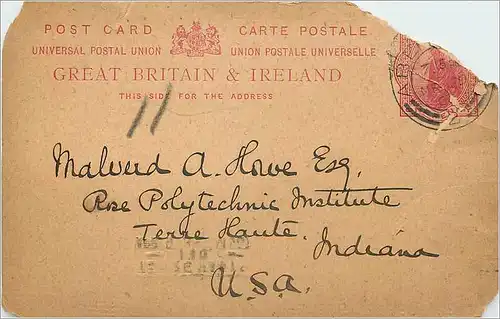 POST CARD CARTE POSTALE
UNIVERSAL POSTAL UNION UNION POSTALE UNIVERSELLE
GREAT BRITAIN & IRELAND
THIS SIDE FOR THE ADDRESS
11
A. Howe Esq,
Rose Polytechnic Institute
Terre Haute,
Indiana
U.S.A.